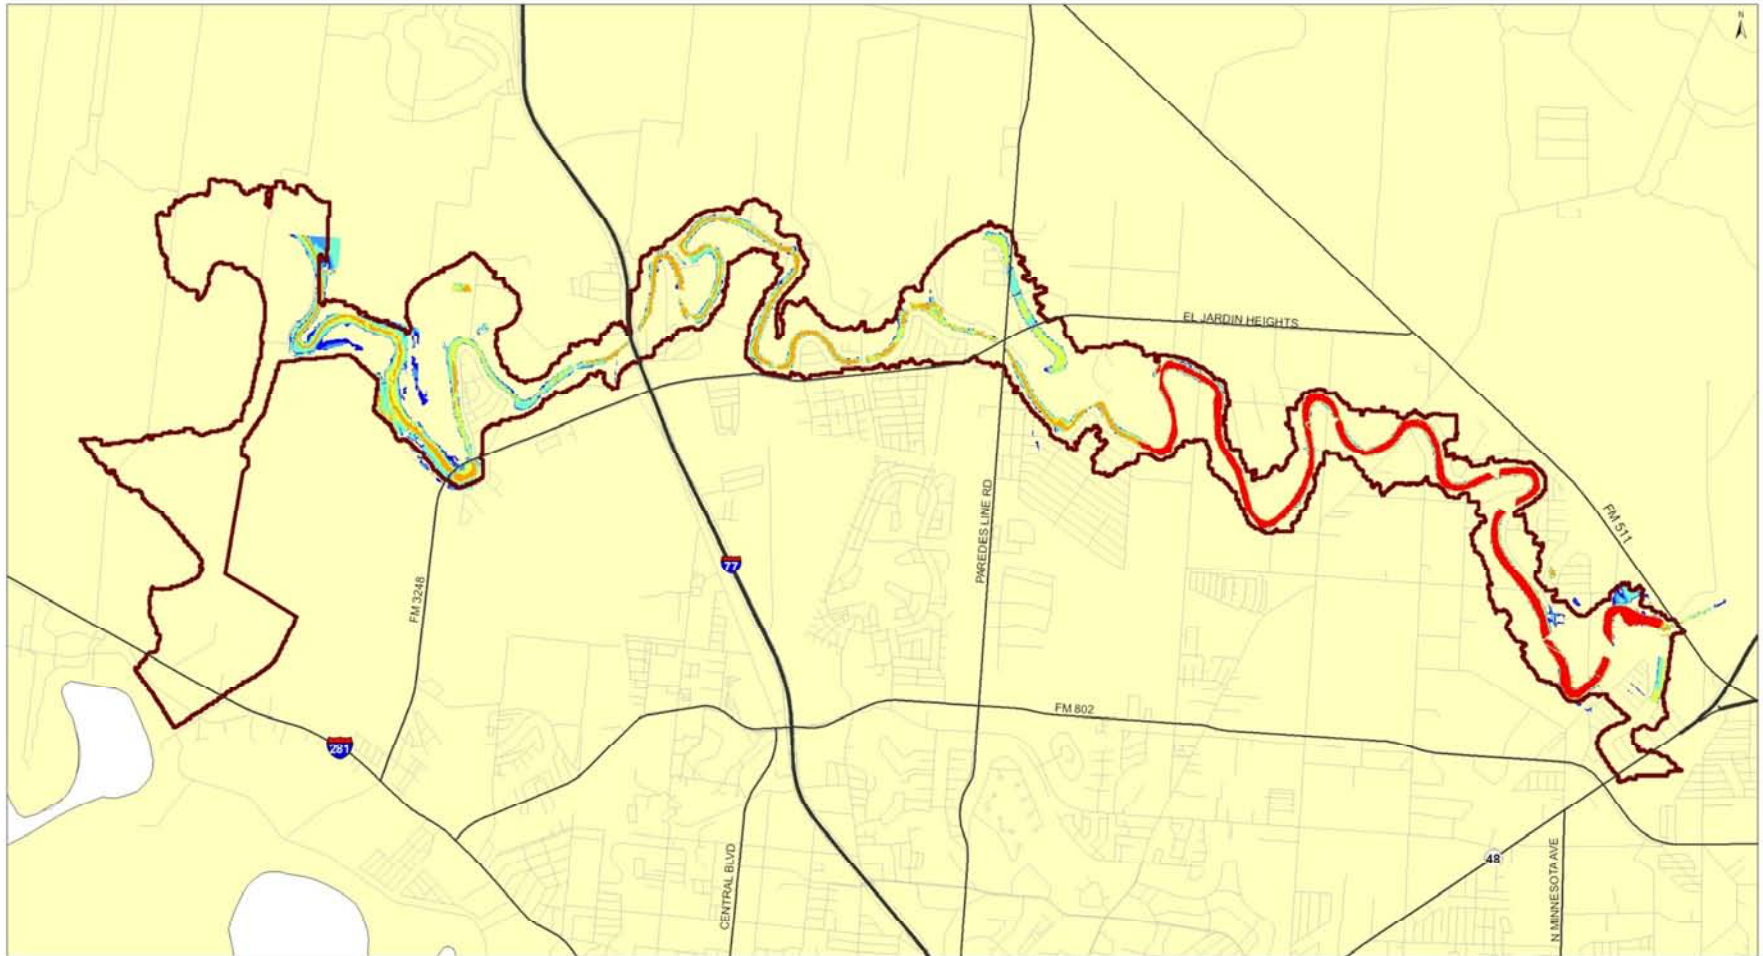 N
EL JARDIN HEIGHTS
FM 511
PAREDES LINE RD
77
FM 3248
FM 802
281
48
CENTRAL BLVD
N MINNESOTA AVE